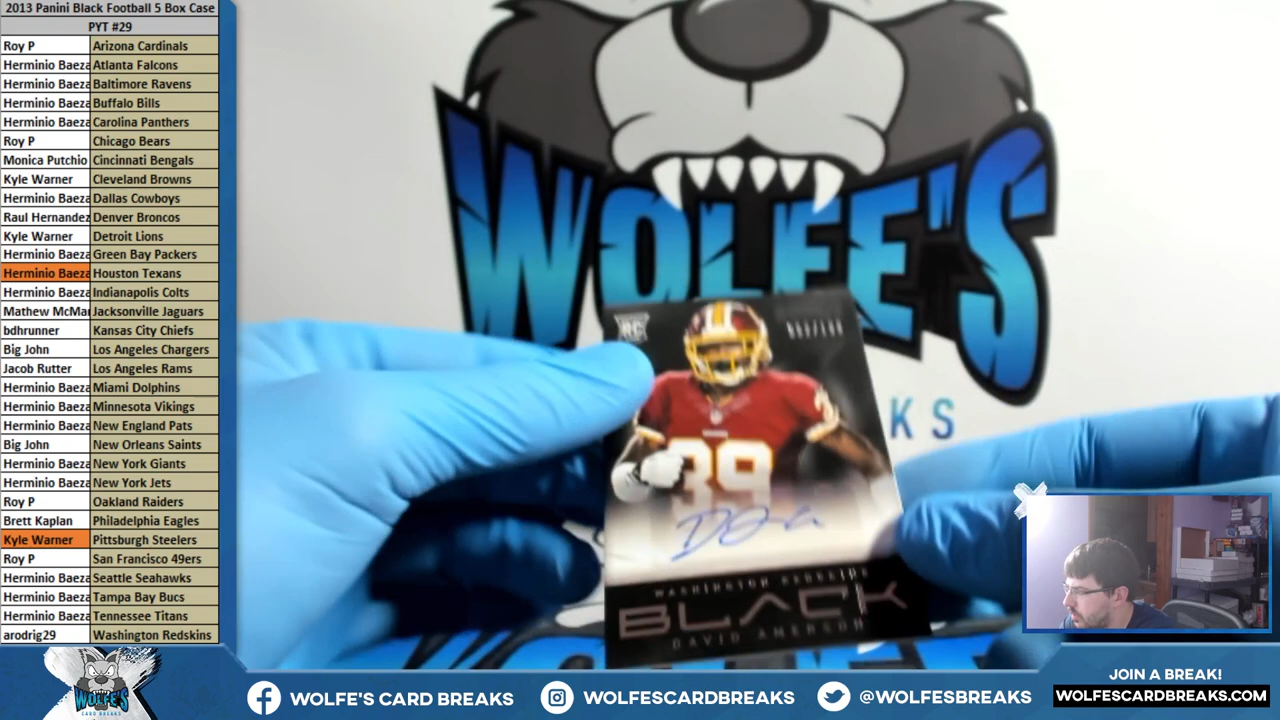 2013 Panini Black Football 5 Box Case
PYT #29
Roy P Arizona Cardinals
Herminio Baeza Atlanta Falcons
Herminio Baeza Baltimore Ravens
Herminio Baeza Buffalo Bills
Herminio Baeza Carolina Panthers
Roy P Chicago Bears
Monica Putchio Cincinnati Bengals
Kyle Warner Cleveland Browns
Herminio Baeza Dallas Cowboys
Raul Hernandez Denver Broncos
Kyle Warner Detroit Lions
Herminio Baeza Green Bay Packers
Herminio Baeza Houston Texans
Herminio Baeza Indianapolis Colts
Mathew McMa Jacksonville Jaguars
bdhrunner Kansas City Chiefs
Big John Los Angeles Chargers
Jacob Rutter Los Angeles Rams
Herminio Baeza Miami Dolphins
Herminio Baeza Minnesota Vikings
Herminio Baeza New England Pats
Big John New Orleans Saints
Herminio Baeza New York Giants
Herminio Baeza New York Jets
Roy P Oakland Raiders
Brett Kaplan Philadelphia Eagles
Kyle Warner Pittsburgh Steelers
Roy P San Francisco 49ers
Herminio Baeza Seattle Seahawks
Herminio Baeza Tampa Bay Bucs
Herminio Baeza Tennessee Titans
arodrig29 Washington Redskins
WOLFE'S
KS
RC
39
WASHINGTON REDSKINS
BLACK
DAVID AMERSON
WOLFE'S
CARD BREAKS
WOLFE'S CARD BREAKS
WOLFESCARDBREAKS
@WOLFESBREAKS
JOIN A BREAK!
WOLFESCARDBREAKS.COM